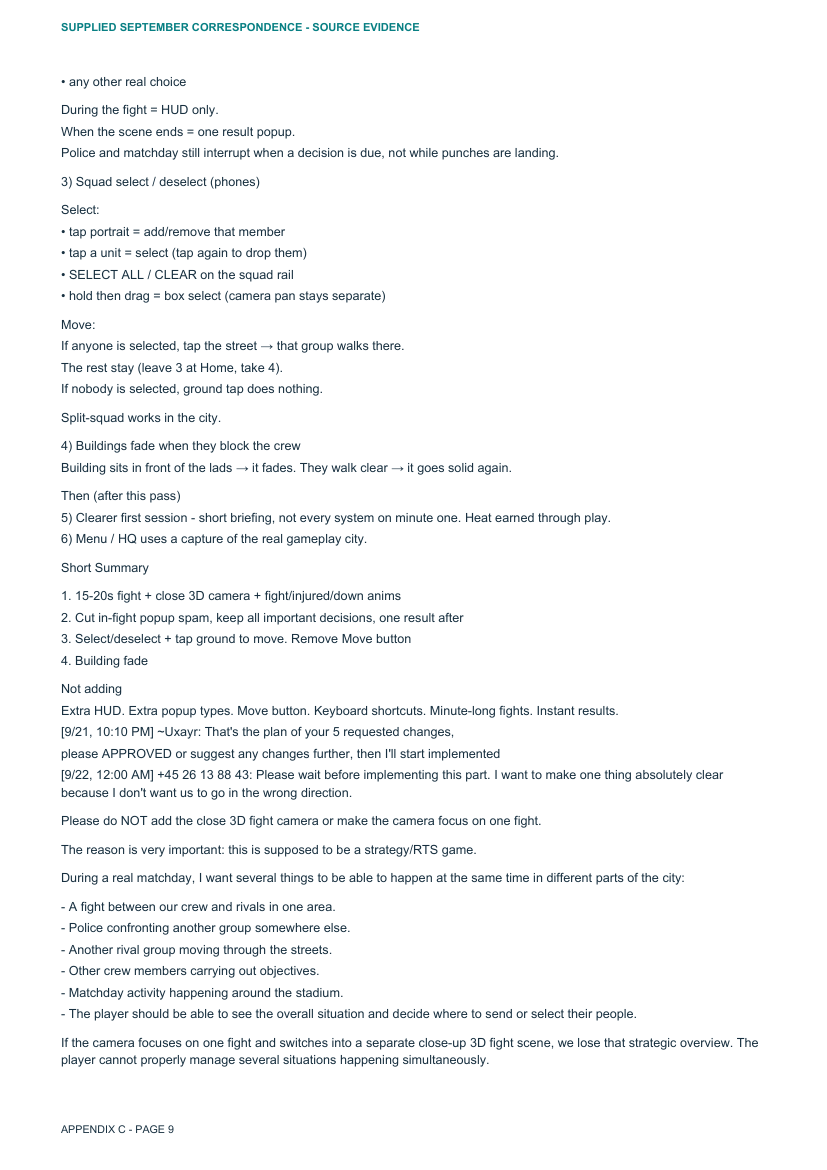 SUPPLIED SEPTEMBER CORRESPONDENCE - SOURCE EVIDENCE
• any other real choice
During the fight = HUD only.
When the scene ends = one result popup.
Police and matchday still interrupt when a decision is due, not while punches are landing.
3) Squad select / deselect (phones)
Select:
• tap portrait = add/remove that member
• tap a unit = select (tap again to drop them)
• SELECT ALL / CLEAR on the squad rail
• hold then drag = box select (camera pan stays separate)
Move:
If anyone is selected, tap the street → that group walks there.
The rest stay (leave 3 at Home, take 4).
If nobody is selected, ground tap does nothing.
Split-squad works in the city.
4) Buildings fade when they block the crew
Building sits in front of the lads → it fades. They walk clear → it goes solid again.
Then (after this pass)
5) Clearer first session - short briefing, not every system on minute one. Heat earned through play.
6) Menu / HQ uses a capture of the real gameplay city.
Short Summary
1. 15-20s fight + close 3D camera + fight/injured/down anims
2. Cut in-fight popup spam, keep all important decisions, one result after
3. Select/deselect + tap ground to move. Remove Move button
4. Building fade
Not adding
Extra HUD. Extra popup types. Move button. Keyboard shortcuts. Minute-long fights. Instant results.
[9/21, 10:10 PM] ~Uxayr: That's the plan of your 5 requested changes,
please APPROVED or suggest any changes further, then I'll start implemented
[9/22, 12:00 AM] +45 26 13 88 43: Please wait before implementing this part. I want to make one thing absolutely clear
because I don't want us to go in the wrong direction.
Please do NOT add the close 3D fight camera or make the camera focus on one fight.
The reason is very important: this is supposed to be a strategy/RTS game.
During a real matchday, I want several things to be able to happen at the same time in different parts of the city:
- A fight between our crew and rivals in one area.
- Police confronting another group somewhere else.
- Another rival group moving through the streets.
- Other crew members carrying out objectives.
- Matchday activity happening around the stadium.
- The player should be able to see the overall situation and decide where to send or select their people.
If the camera focuses on one fight and switches into a separate close-up 3D fight scene, we lose that strategic overview. The
player cannot properly manage several situations happening simultaneously.
APPENDIX C - PAGE 9